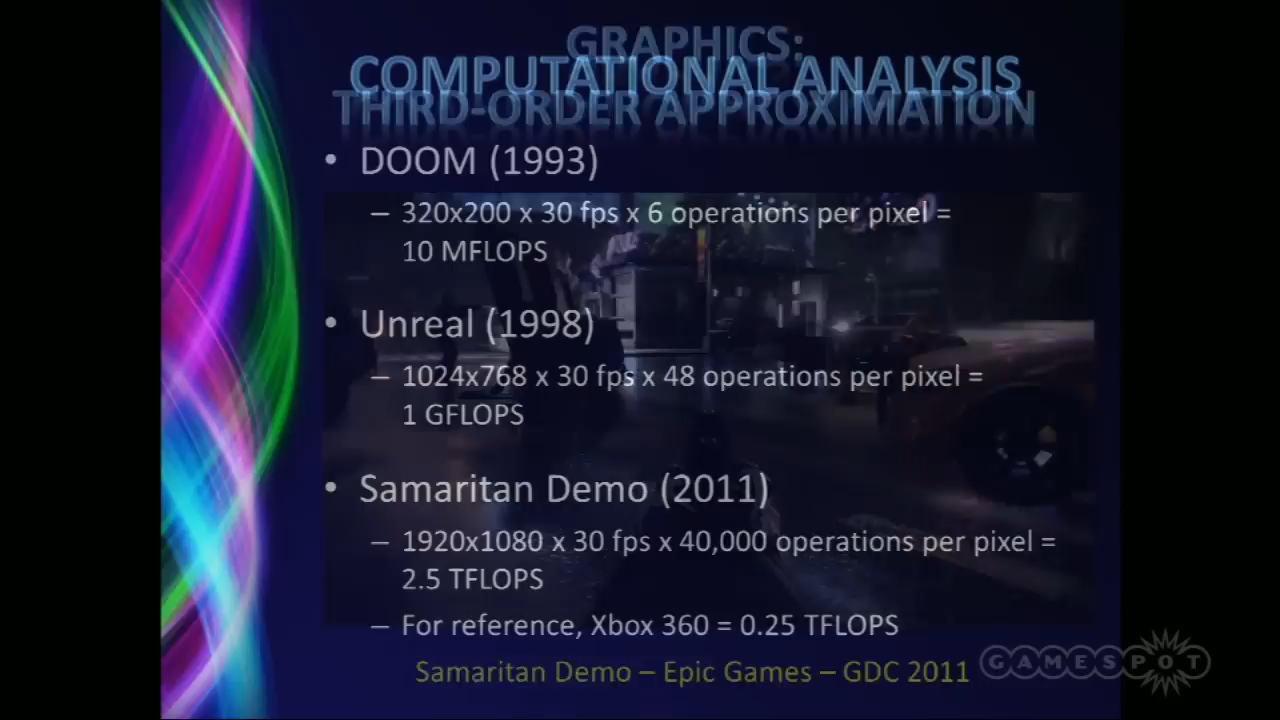 GRAPHICS:
COMPUTATIONAL ANALYSIS
THIRD-ORDER APPROXIMATION
• DOOM (1993)
– 320x200 x 30 fps x 6 operations per pixel =
10 MFLOPS
• Unreal (1998)
– 1024x768 x 30 fps x 48 operations per pixel =
1 GFLOPS
• Samaritan Demo (2011)
– 1920x1080 x 30 fps x 40,000 operations per pixel =
2.5 TFLOPS
– For reference, Xbox 360 = 0.25 TFLOPS
Samaritan Demo – Epic Games – GDC 2011
GAMESPOT